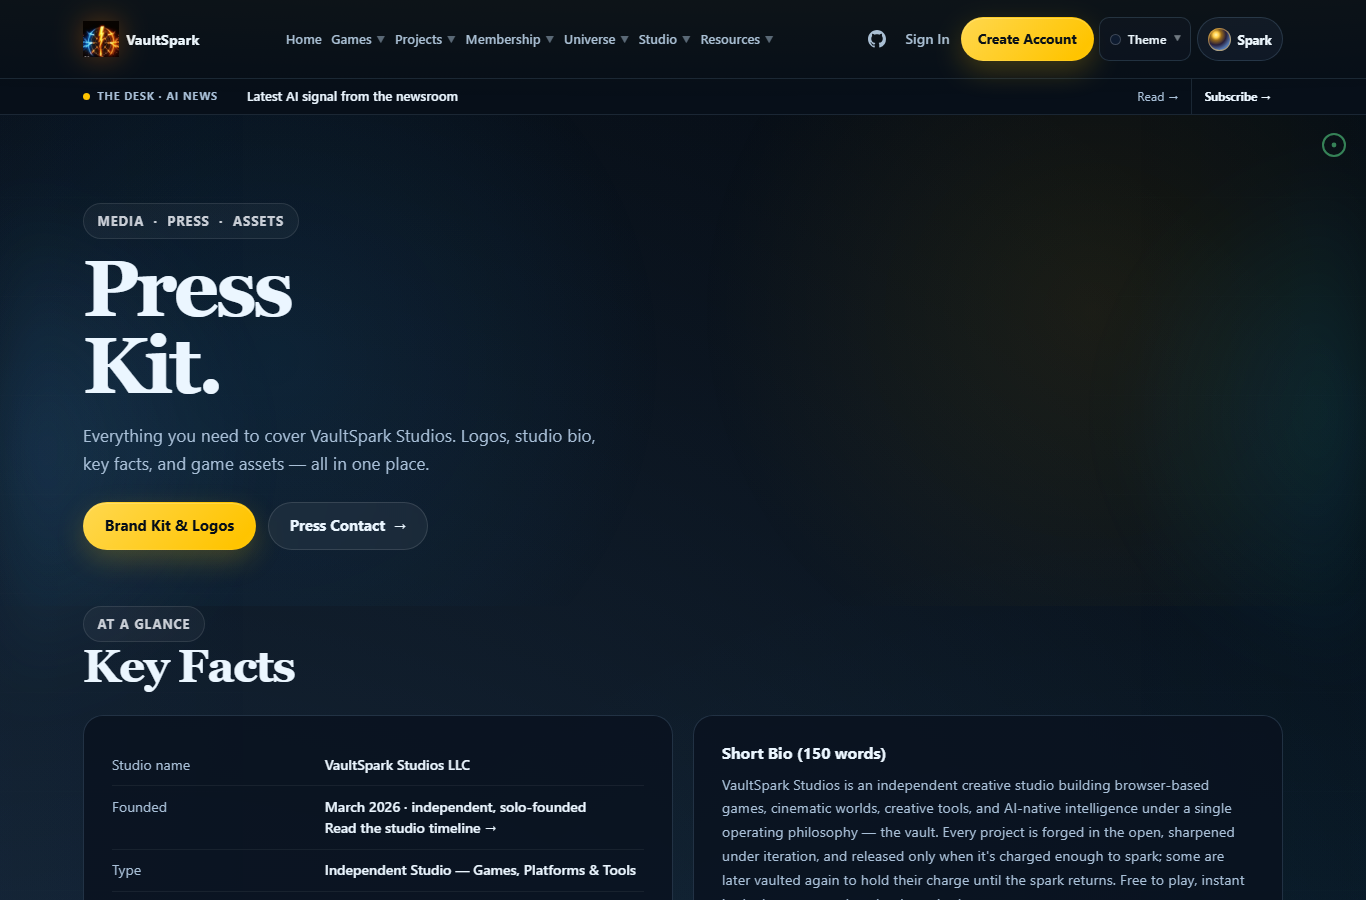 VaultSpark
Home Games Projects Membership Universe Studio Resources
Sign In
Create Account
Theme
Spark
THE DESK · AI NEWS
Latest AI signal from the newsroom
Read →
Subscribe →
MEDIA · PRESS · ASSETS
Press
Kit.
Everything you need to cover VaultSpark Studios. Logos, studio bio,
key facts, and game assets — all in one place.
Brand Kit & Logos
Press Contact →
AT A GLANCE
Key Facts
Studio name VaultSpark Studios LLC
Founded March 2026 · independent, solo-founded
Read the studio timeline →
Type Independent Studio — Games, Platforms & Tools
Short Bio (150 words)
VaultSpark Studios is an independent creative studio building browser-based
games, cinematic worlds, creative tools, and AI-native intelligence under a single
operating philosophy — the vault. Every project is forged in the open, sharpened
under iteration, and released only when it's charged enough to spark; some are
later vaulted again to hold their charge until the spark returns. Free to play, instant